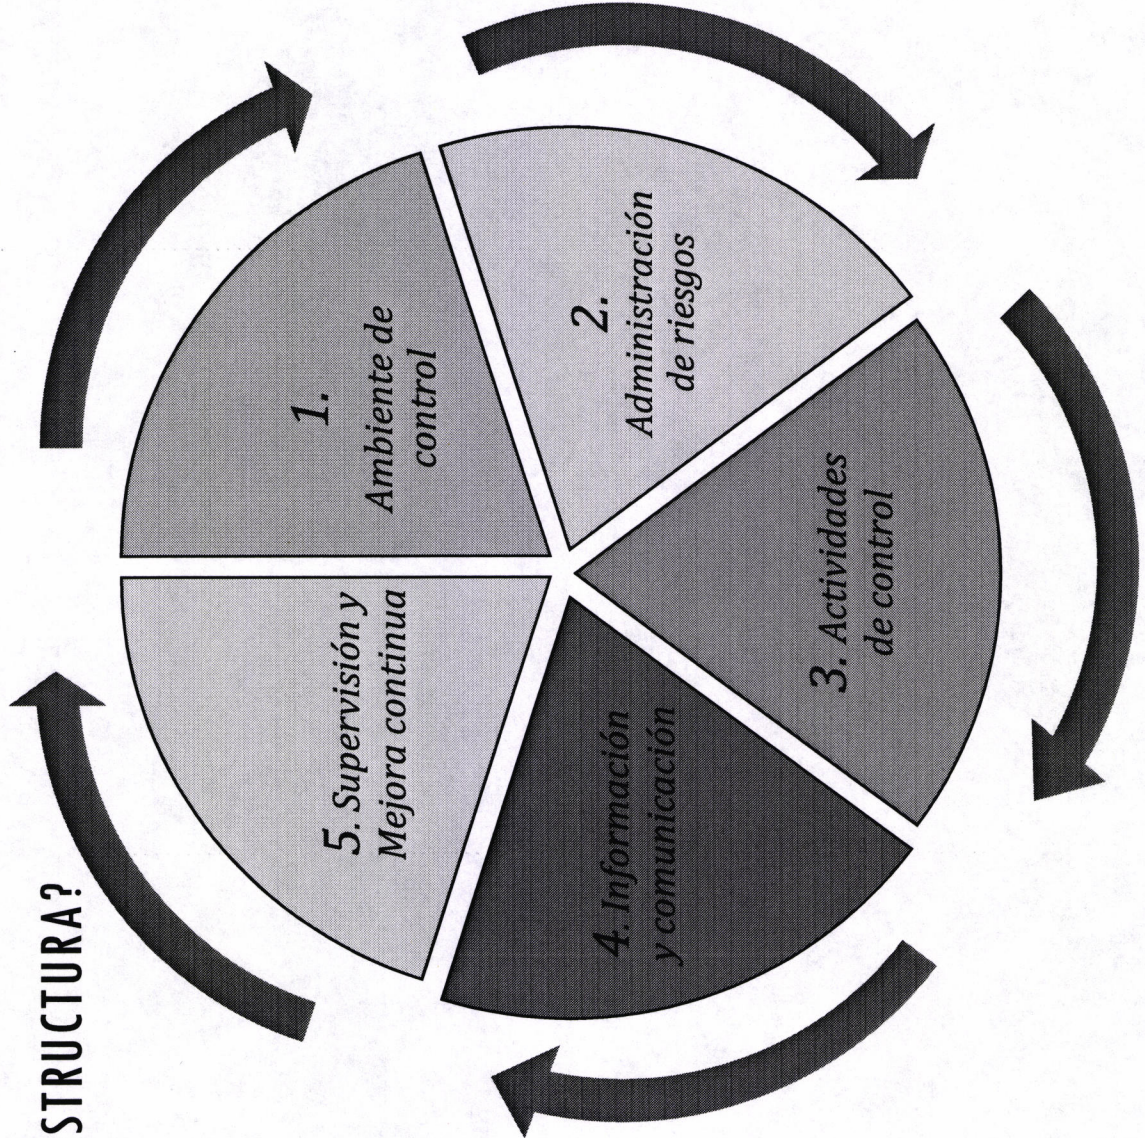 STRUCTURA?
1.
Ambiente de
control
2.
Administración
de riesgos
3. Actividades
de control
4. Información
y comunicación
5. Supervisión y
Mejora continua